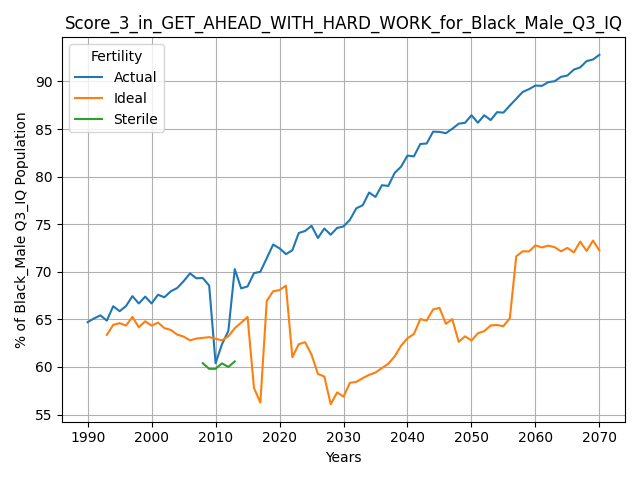 Score_3_in_GET_AHEAD_WITH_HARD_WORK_for_Black_Male_Q3_IQ
Fertility
Actual
Ideal
Sterile
% of Black_Male Q3_IQ Population
90
85
80
75
70
65
60
55
1990 2000 2010 2020 2030 2040 2050 2060 2070
Years